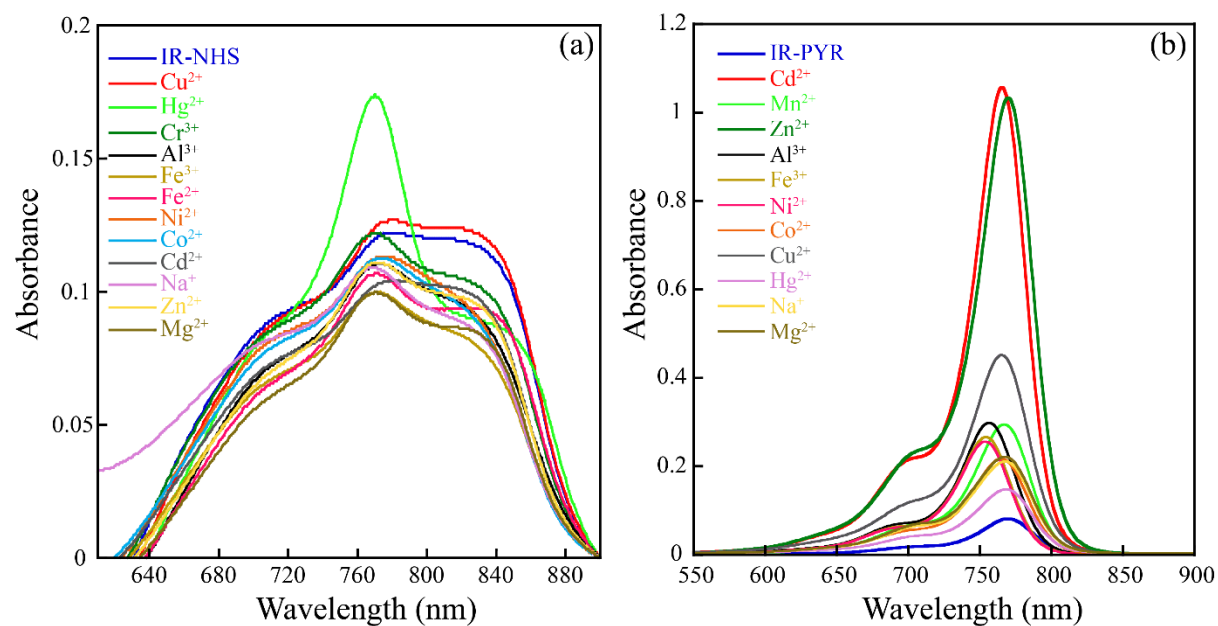 (a)
0.2
0.15
0.1
0.05
0
Absorbance
IR-NHS
Cu²⁺
Hg²⁺
Cr³⁺
Al³⁺
Fe³⁺
Fe²⁺
Ni²⁺
Co²⁺
Cd²⁺
Na⁺
Zn²⁺
Mg²⁺
640 680 720 760 800 840 880
Wavelength (nm)
(b)
1.2
1
0.8
0.6
0.4
0.2
0
Absorbance
IR-PYR
Cd²⁺
Mn²⁺
Zn²⁺
Al³⁺
Fe³⁺
Ni²⁺
Co²⁺
Cu²⁺
Hg²⁺
Na⁺
Mg²⁺
550 600 650 700 750 800 850 900
Wavelength (nm)